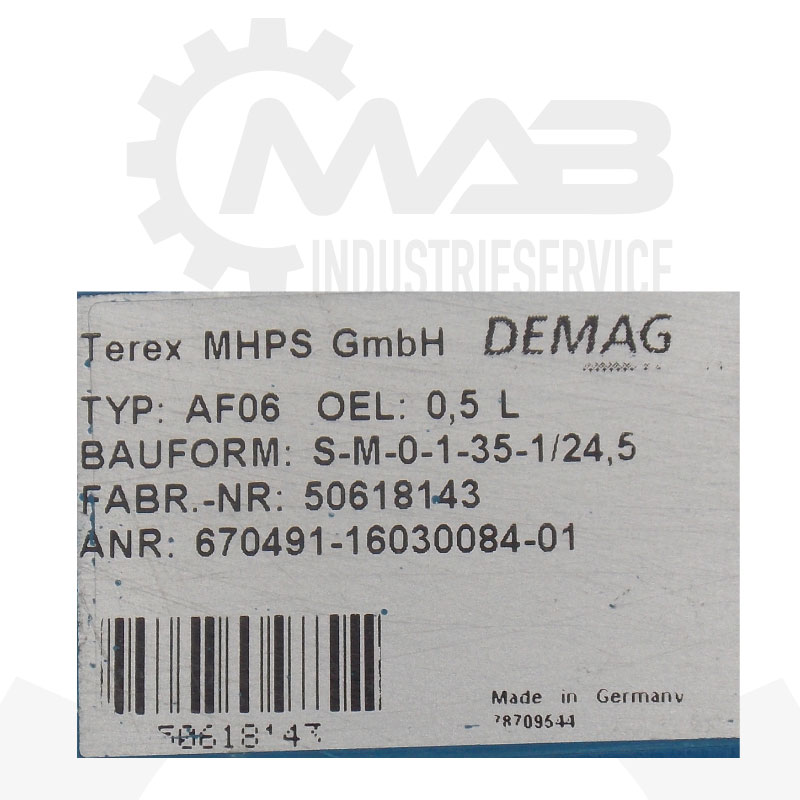 MAB
INDUSTRIESERVICE
Terex MHPS GmbH DEMAG
TYP: AF06 OEL: 0,5 L
BAUFORM: S-M-0-1-35-1/24,5
FABR.-NR: 50618143
ANR: 670491-16030084-01
50618143
Made in Germany
78709544